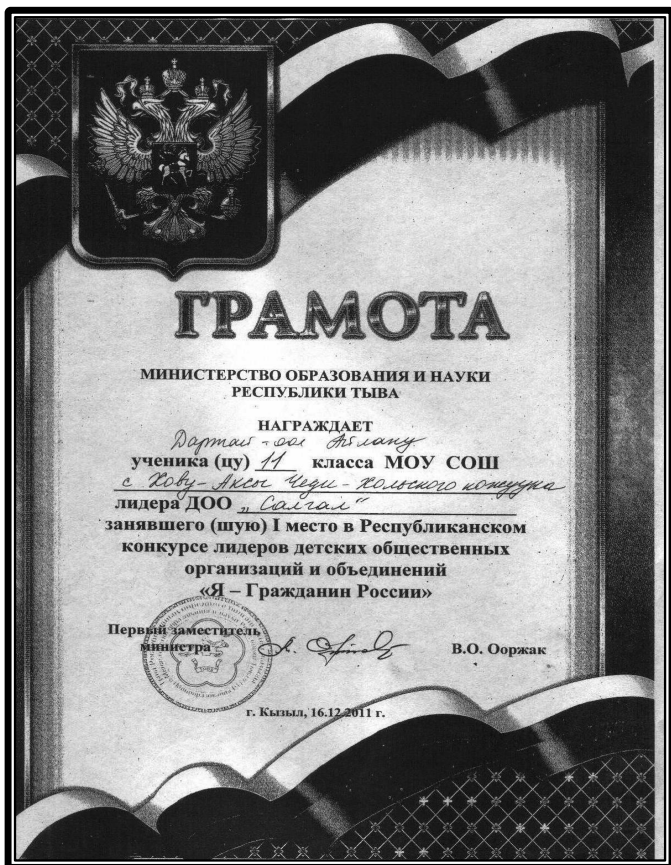 ГРАМОТА
МИНИСТЕРСТВО ОБРАЗОВАНИЯ И НАУКИ
РЕСПУБЛИКИ ТЫВА
НАГРАЖДАЕТ
Дартай-оол
ученика (цу) 11 класса МОУ СОШ
с Хову-Аксы Чеди-Хольского кожууна
лидера ДОО „Салгал“
занявшего (шую) I место в Республиканском
конкурсе лидеров детских общественных
организаций и объединений
«Я – Гражданин России»
Первый заместитель
министра
В.О. Ооржак
г. Кызыл, 16.12.2011 г.